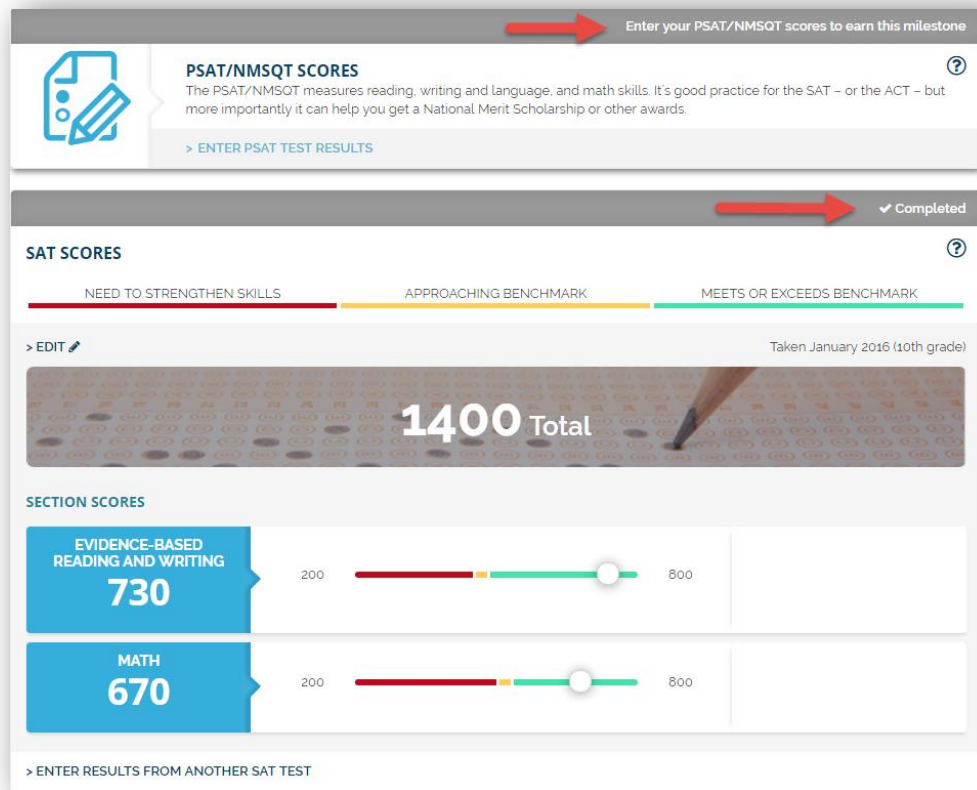 Enter your PSAT/NMSQT scores to earn this milestone
PSAT/NMSQT SCORES
The PSAT/NMSQT measures reading, writing and language, and math skills. It's good practice for the SAT – or the ACT – but
more importantly it can help you get a National Merit Scholarship or other awards.
> ENTER PSAT TEST RESULTS
✔ Completed
SAT SCORES
NEED TO STRENGTHEN SKILLS
APPROACHING BENCHMARK
MEETS OR EXCEEDS BENCHMARK
> EDIT
Taken January 2016 (10th grade)
1400 Total
SECTION SCORES
EVIDENCE-BASED
READING AND WRITING
730
200
800
MATH
670
200
800
> ENTER RESULTS FROM ANOTHER SAT TEST